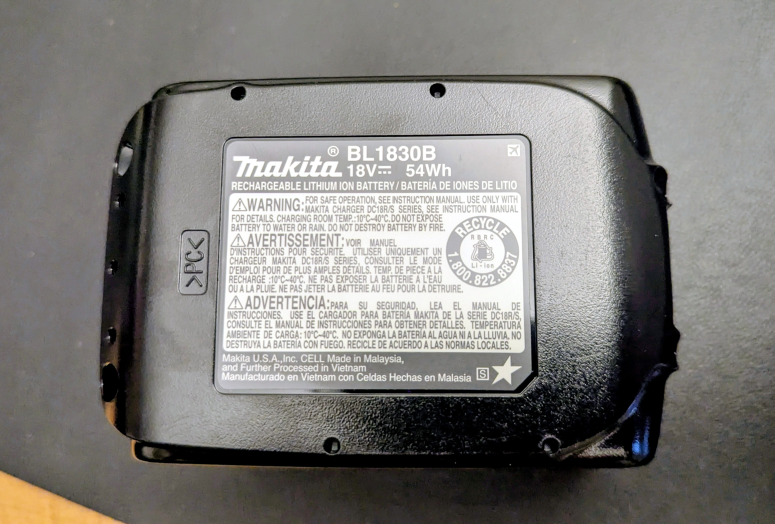 makita® BL1830B
18V⎓ 54Wh
RECHARGEABLE LITHIUM ION BATTERY/BATERÍA DE IONES DE LITIO
⚠WARNING: FOR SAFE OPERATION, SEE INSTRUCTION MANUAL. USE ONLY WITH
MAKITA CHARGER DC18R/S SERIES, SEE INSTRUCTION MANUAL
FOR DETAILS. CHARGING ROOM TEMP.:10°C~40°C. DO NOT EXPOSE
BATTERY TO WATER OR RAIN. DO NOT DESTROY BATTERY BY FIRE.
⚠AVERTISSEMENT: VOIR MANUEL
D'INSTRUCTIONS POUR SECURITE. UTILISER UNIQUEMENT UN
CHARGEUR MAKITA DC18R/S SERIES, CONSULTER LE MODE
D'EMPLOI POUR DE PLUS AMPLES DÉTAILS. TEMP. DE PIECE A LA
RECHARGE :10°C~40°C. NE PAS EXPOSER LA BATTERIE A L'EAU
OU A LA PLUIE. NE PAS JETER LA BATTERIE AU FEU POUR LA DETRUIRE.
RECYCLE
RBRC
Li-ion
1.800.822.8837
⚠ADVERTENCIA: PARA SU SEGURIDAD, LEA EL MANUAL DE
INSTRUCCIONES. USE EL CARGADOR PARA BATERÍA MAKITA DE LA SERIE DC18R/S,
CONSULTE EL MANUAL DE INSTRUCCIONES PARA OBTENER DETALLES. TEMPERATURA
AMBIENTE DE CARGA: 10°C~40°C. NO EXPONGA LA BATERÍA AL AGUA NI A LA LLUVIA, NO
DESTRUYA LA BATERÍA CON FUEGO. RECICLE DE ACUERDO A LAS NORMAS LOCALES.
Makita U.S.A.,Inc. CELL Made in Malaysia,
and Further Processed in Vietnam
Manufacturado en Vietnam con Celdas Hechas en Malasia
S
>PC<